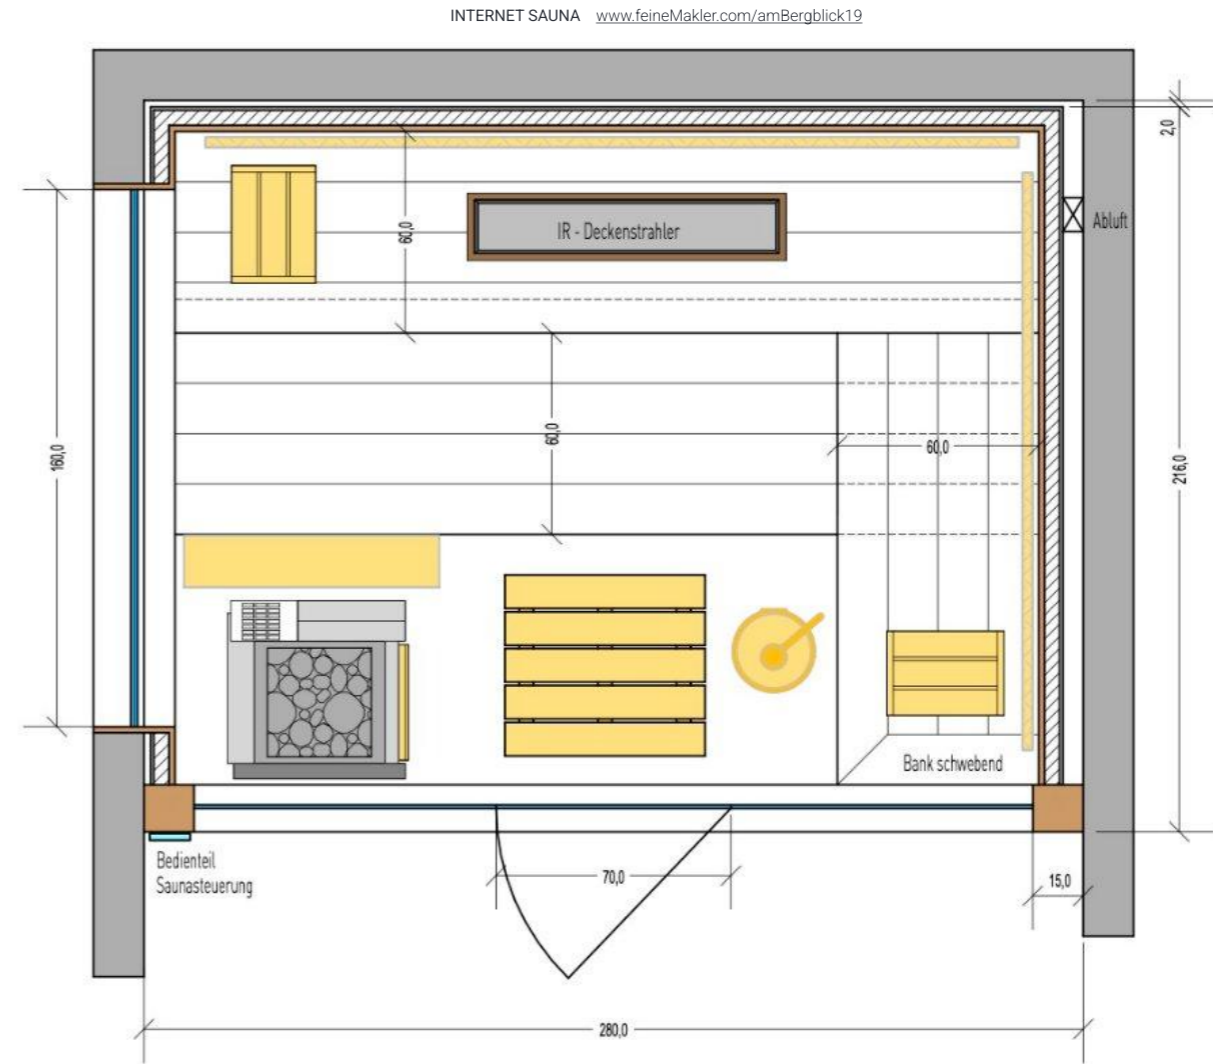 INTERNET SAUNA www.feineMakler.com/amBergblick19
2,0
IR - Deckenstrahler
Abluft
60,0
60,0
60,0
160,0
216,0
Bank schwebend
Bedienteil
Saunasteuerung
70,0
15,0
280,0